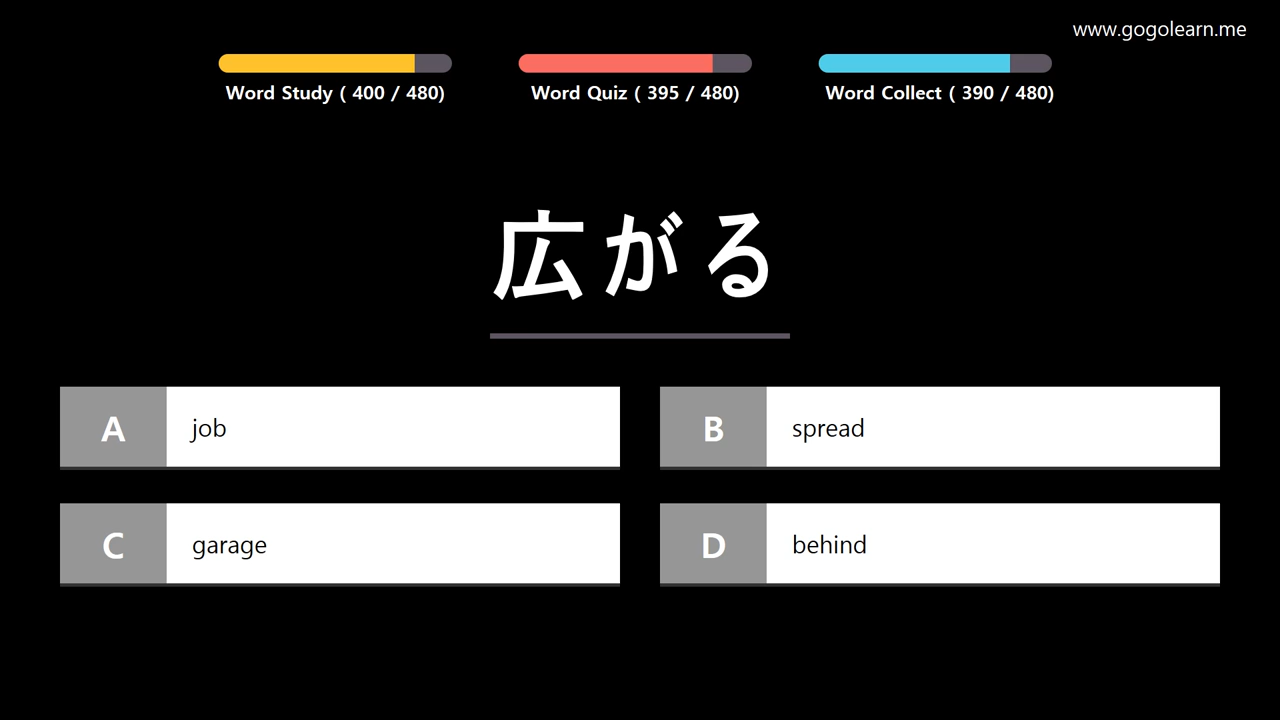 www.gogolearn.me
Word Study ( 400 / 480)
Word Quiz ( 395 / 480)
Word Collect ( 390 / 480)
広がる
A job
B spread
C garage
D behind